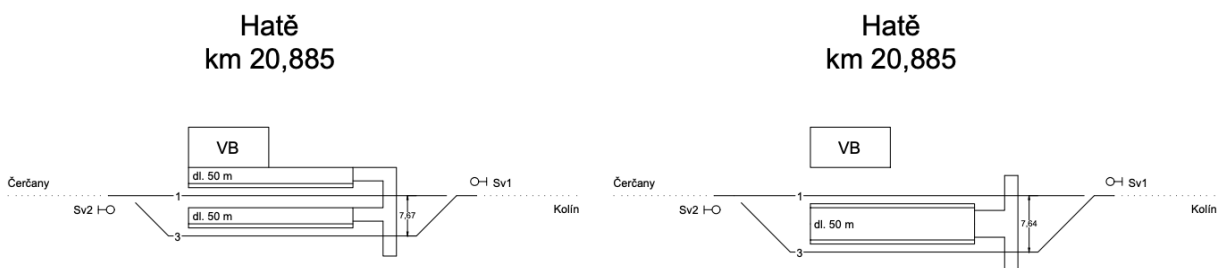 Hatě
km 20,885
VB
dl. 50 m
Čerčany
1
Sv1
Sv2
dl. 50 m
7,67
Kolín
3
Hatě
km 20,885
VB
Čerčany
1
Sv1
Sv2
dl. 50 m
7,64
Kolín
3